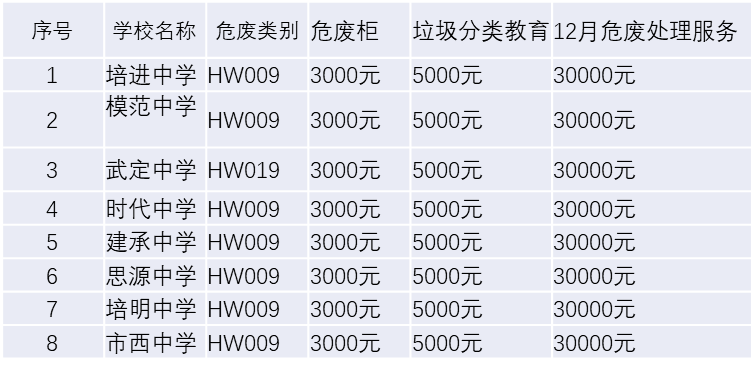 序号 学校名称 危废类别 危废柜 垃圾分类教育 12月危废处理服务
1 培进中学 HW009 3000元 5000元 30000元
2 模范中学 HW009 3000元 5000元 30000元
3 武定中学 HW019 3000元 5000元 30000元
4 时代中学 HW009 3000元 5000元 30000元
5 建承中学 HW009 3000元 5000元 30000元
6 思源中学 HW009 3000元 5000元 30000元
7 培明中学 HW009 3000元 5000元 30000元
8 市西中学 HW009 3000元 5000元 30000元